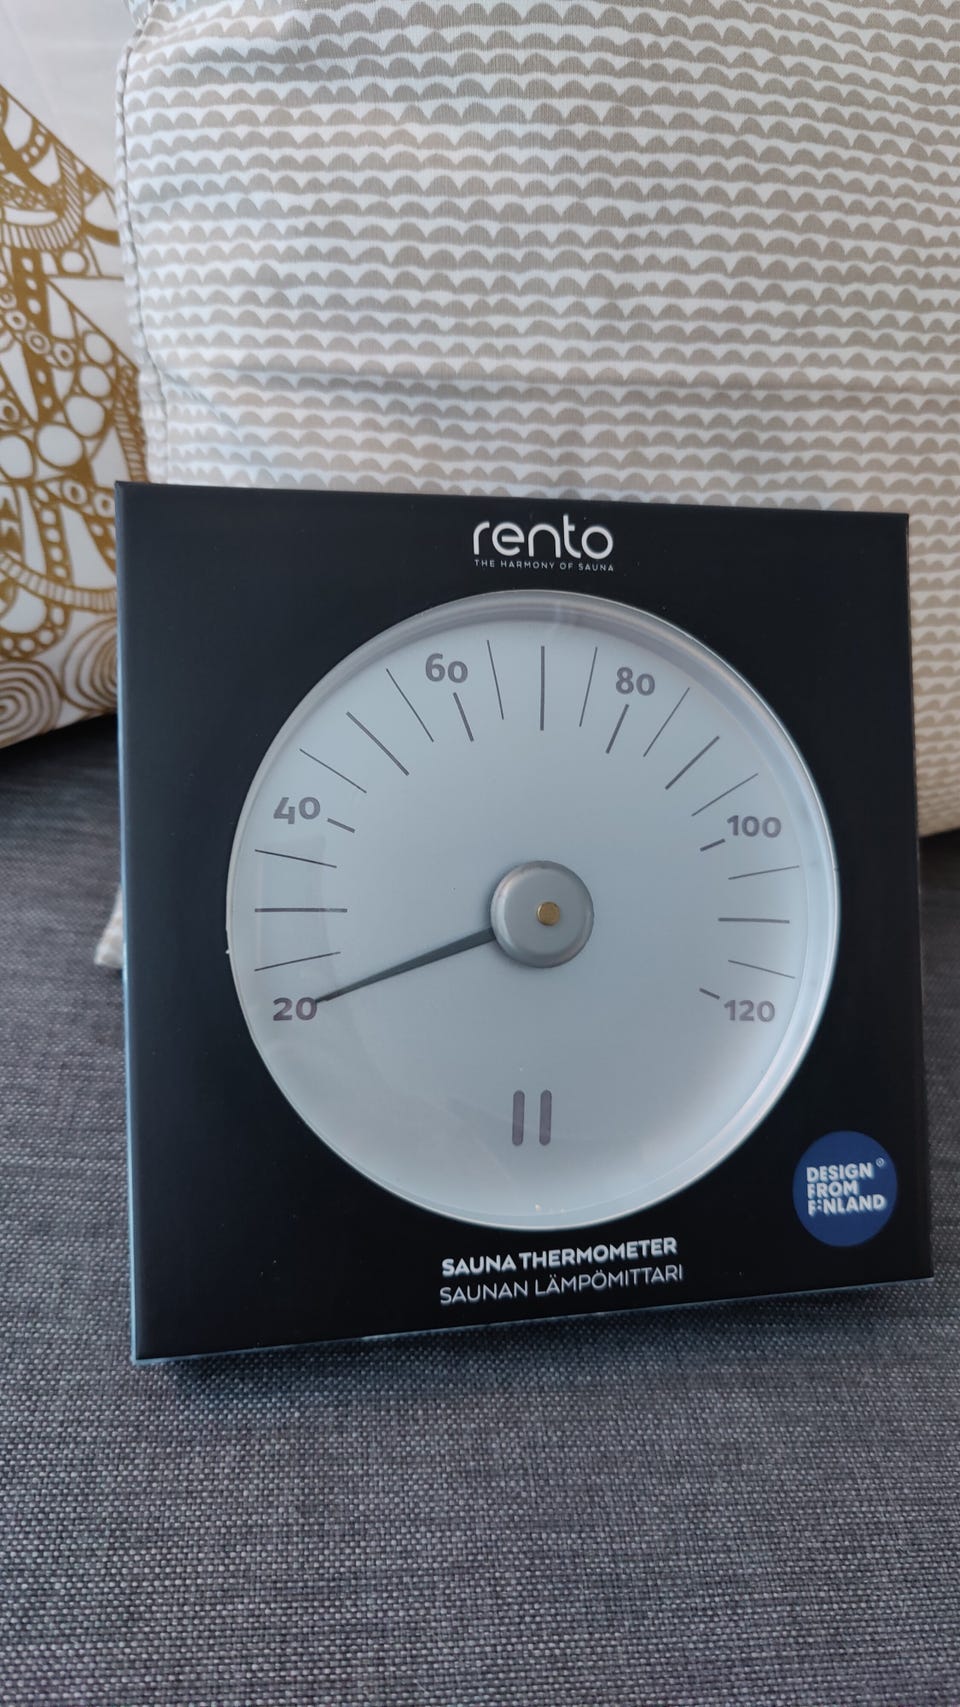 rento
THE HARMONY OF SAUNA
60
80
40
100
20
120
DESIGN
FROM
FINLAND
SAUNA THERMOMETER
SAUNAN LÄMPÖMITTARI